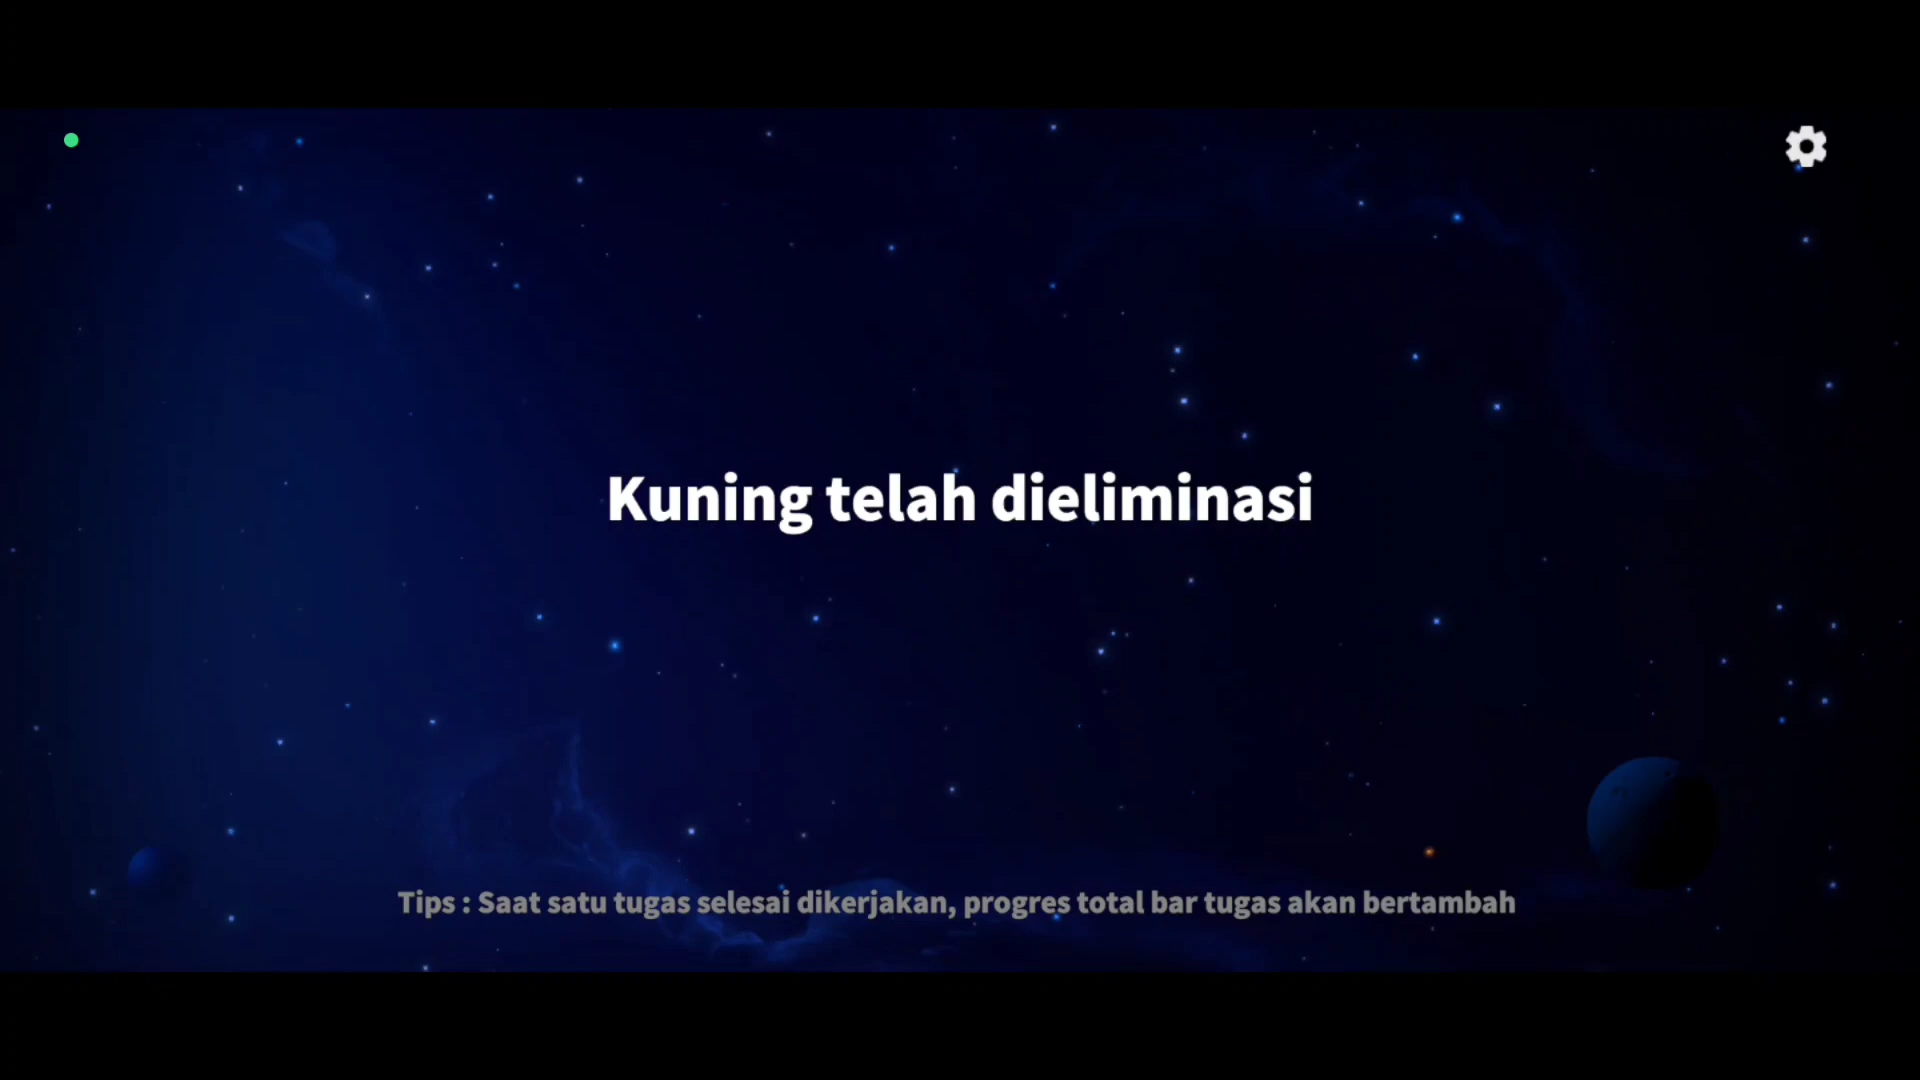 Kuning telah dieliminasi
Tips : Saat satu tugas selesai dikerjakan, progres total bar tugas akan bertambah